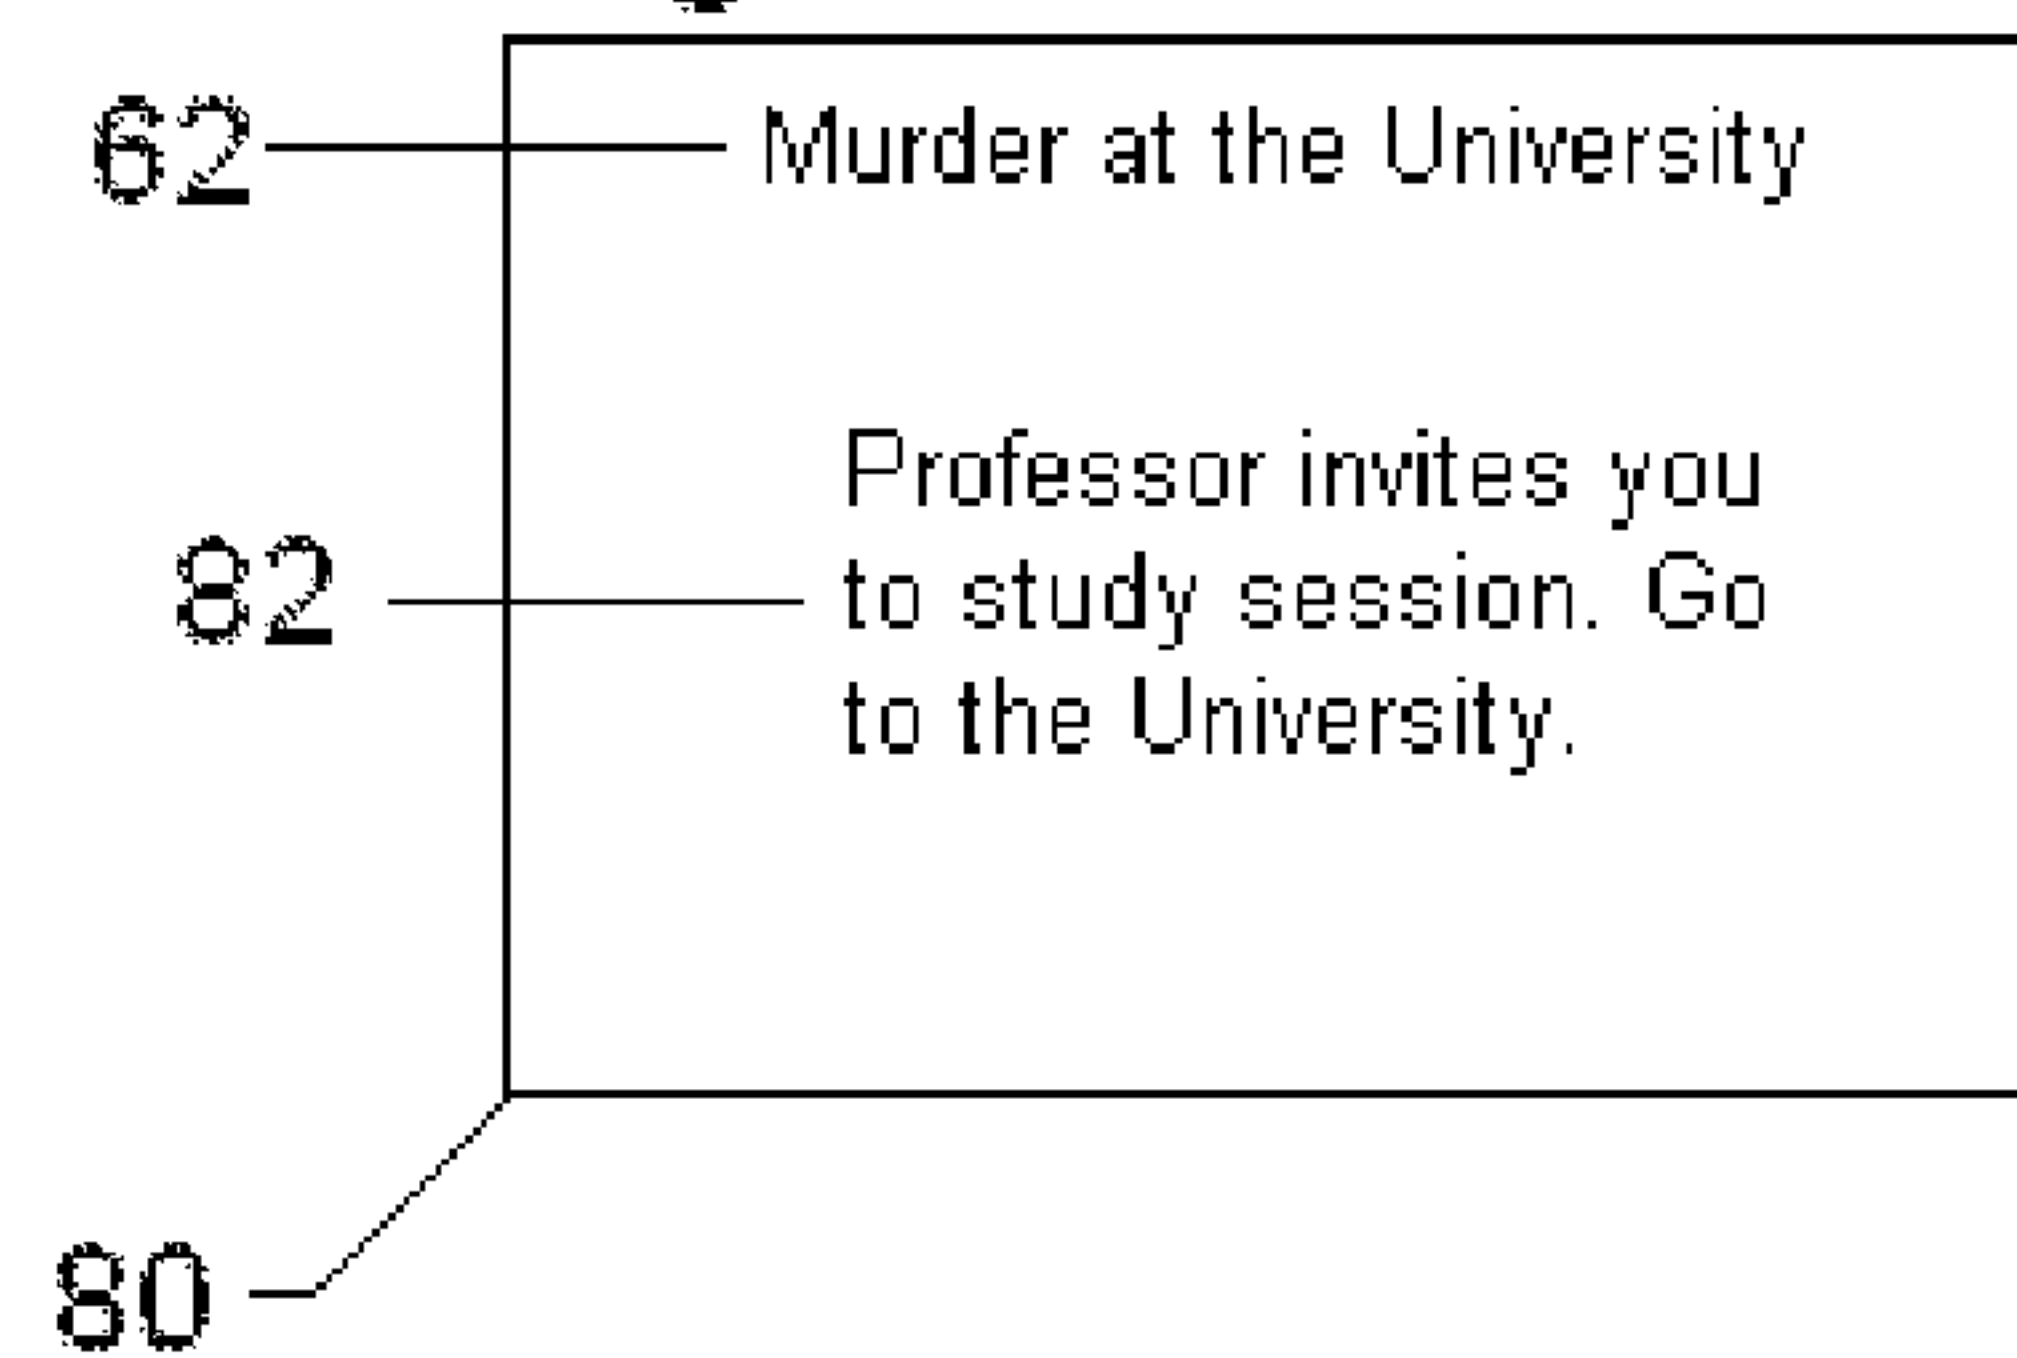 62 Murder at the University
Professor invites you
82 to study session. Go
to the University.
80